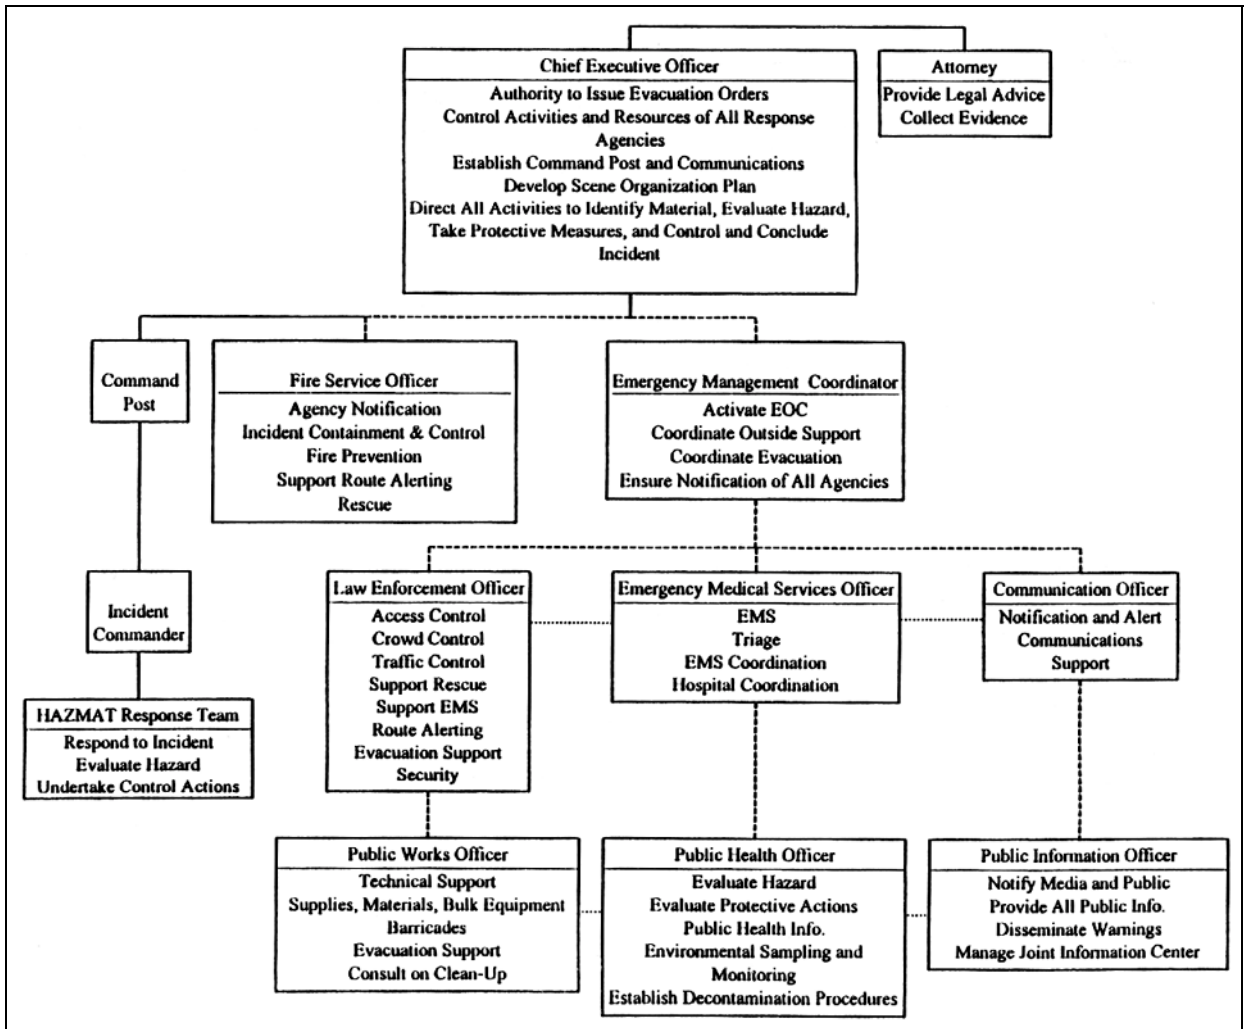 Chief Executive Officer
Authority to Issue Evacuation Orders
Control Activities and Resources of All Response
Agencies
Establish Command Post and Communications
Develop Scene Organization Plan
Direct All Activities to Identify Material, Evaluate Hazard,
Take Protective Measures, and Control and Conclude
Incident
Attorney
Provide Legal Advice
Collect Evidence
Command
Post
Fire Service Officer
Agency Notification
Incident Containment & Control
Fire Prevention
Support Route Alerting
Rescue
Emergency Management Coordinator
Activate EOC
Coordinate Outside Support
Coordinate Evacuation
Ensure Notification of All Agencies
Incident
Commander
HAZMAT Response Team
Respond to Incident
Evaluate Hazard
Undertake Control Actions
Law Enforcement Officer
Access Control
Crowd Control
Traffic Control
Support Rescue
Support EMS
Route Alerting
Evacuation Support
Security
Emergency Medical Services Officer
EMS
Triage
EMS Coordination
Hospital Coordination
Communication Officer
Notification and Alert
Communications
Support
Public Works Officer
Technical Support
Supplies, Materials, Bulk Equipment
Barricades
Evacuation Support
Consult on Clean-Up
Public Health Officer
Evaluate Hazard
Evaluate Protective Actions
Public Health Info.
Environmental Sampling and
Monitoring
Establish Decontamination Procedures
Public Information Officer
Notify Media and Public
Provide All Public Info.
Disseminate Warnings
Manage Joint Information Center